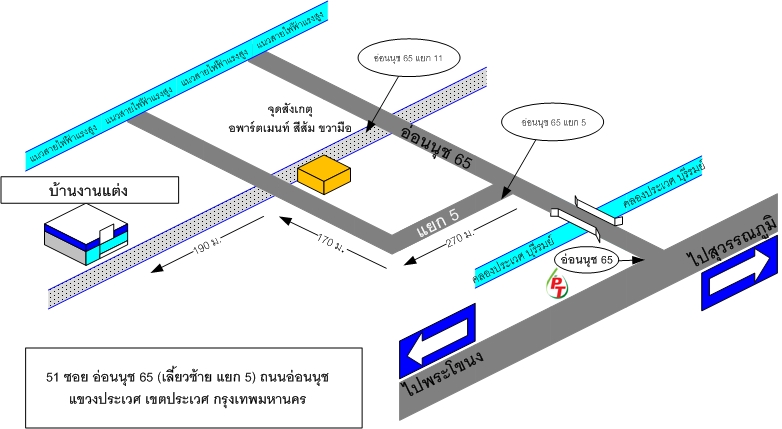 แนวสายไฟฟ้าแรงสูง แนวสายไฟฟ้าแรงสูง แนวสายไฟฟ้าแรงสูง แนวสายไฟฟ้าแรงสูง
อ่อนนุช 65 แยก 11
จุดสังเกตุ
อพาร์ตเมนท์ สีส้ม ขวามือ
อ่อนนุช 65
อ่อนนุช 65 แยก 5
บ้านงานแต่ง
แยก 5
190 ม.
170 ม.
270 ม.
คลองประเวศ บุรีรมย์
คลองประเวศ บุรีรมย์
อ่อนนุช 65
PT
ไปสุวรรณภูมิ
ไปพระโขนง
51 ซอย อ่อนนุช 65 (เลี้ยวซ้าย แยก 5) ถนนอ่อนนุช
แขวงประเวศ เขตประเวศ กรุงเทพมหานคร